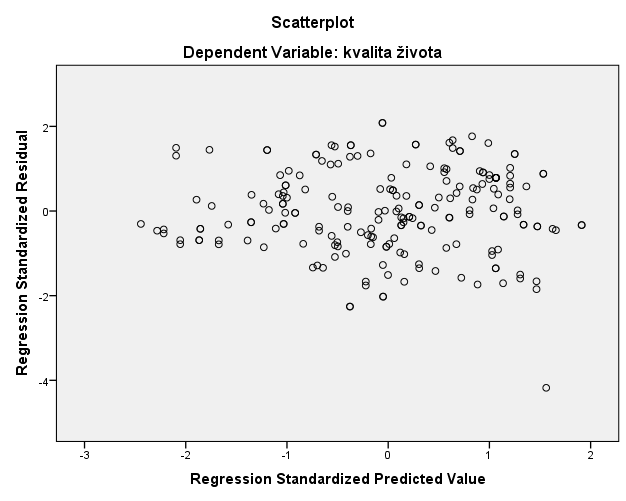 Scatterplot
Dependent Variable: kvalita života
Regression Standardized Residual
2
0
-2
-4
-3
-2
-1
0
1
2
Regression Standardized Predicted Value